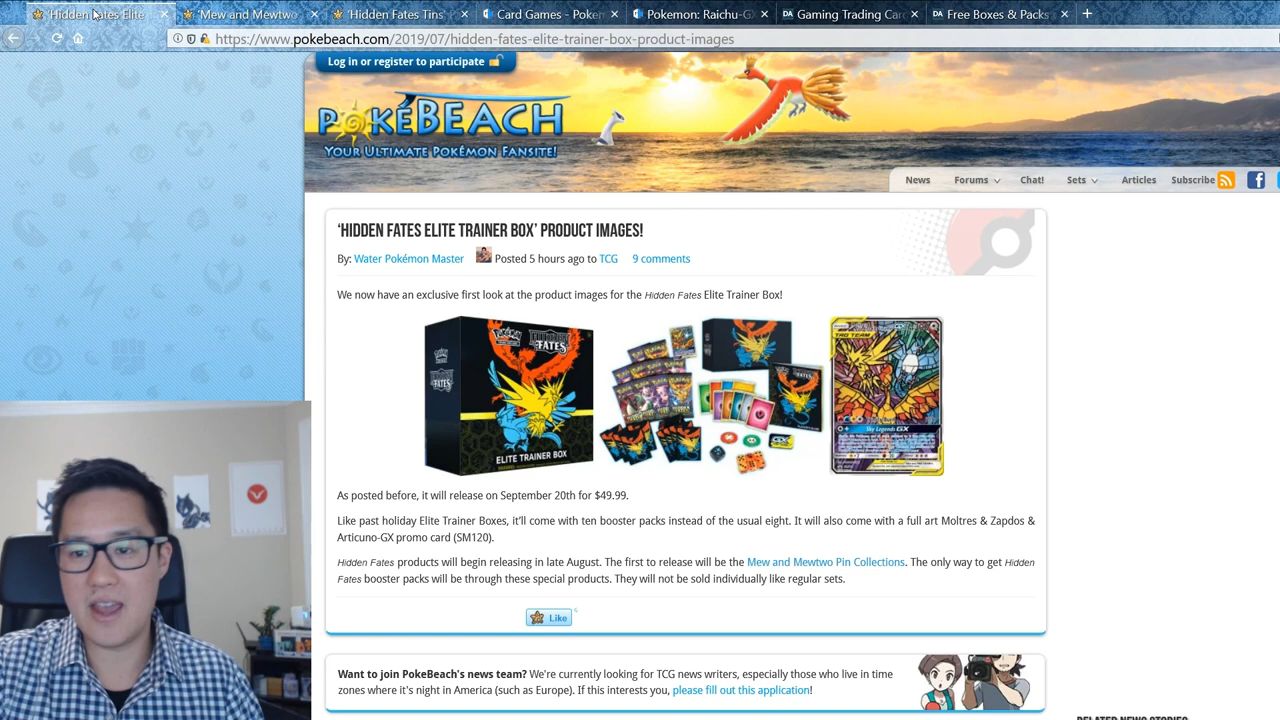 'Hidden Fates Elite
'Mew and Mewtwo
'Hidden Fates Tins'
Card Games - Poker
Pokemon: Raichu-G
DA Gaming Trading Car
DA Free Boxes & Packs
https://www.pokebeach.com/2019/07/hidden-fates-elite-trainer-box-product-images
Log in or register to participate
POKÉBEACH
YOUR ULTIMATE POKÉMON FANSITE!
News Forums Chat! Sets Articles Subscribe
'HIDDEN FATES ELITE TRAINER BOX' PRODUCT IMAGES!
By: Water Pokémon Master Posted 5 hours ago to TCG 9 comments
We now have an exclusive first look at the product images for the Hidden Fates Elite Trainer Box!
Pokémon
HIDDEN FATES
ELITE TRAINER BOX
TAG TEAM
Sky Legends GX
As posted before, it will release on September 20th for $49.99.
Like past holiday Elite Trainer Boxes, it'll come with ten booster packs instead of the usual eight. It will also come with a full art Moltres & Zapdos &
Articuno-GX promo card (SM120).
Hidden Fates products will begin releasing in late August. The first to release will be the Mew and Mewtwo Pin Collections. The only way to get Hidden
Fates booster packs will be through these special products. They will not be sold individually like regular sets.
Like
Want to join PokeBeach's news team? We're currently looking for TCG news writers, especially those who live in time
zones where it's night in America (such as Europe). If this interests you, please fill out this application!
RELATED NEWS STORIES